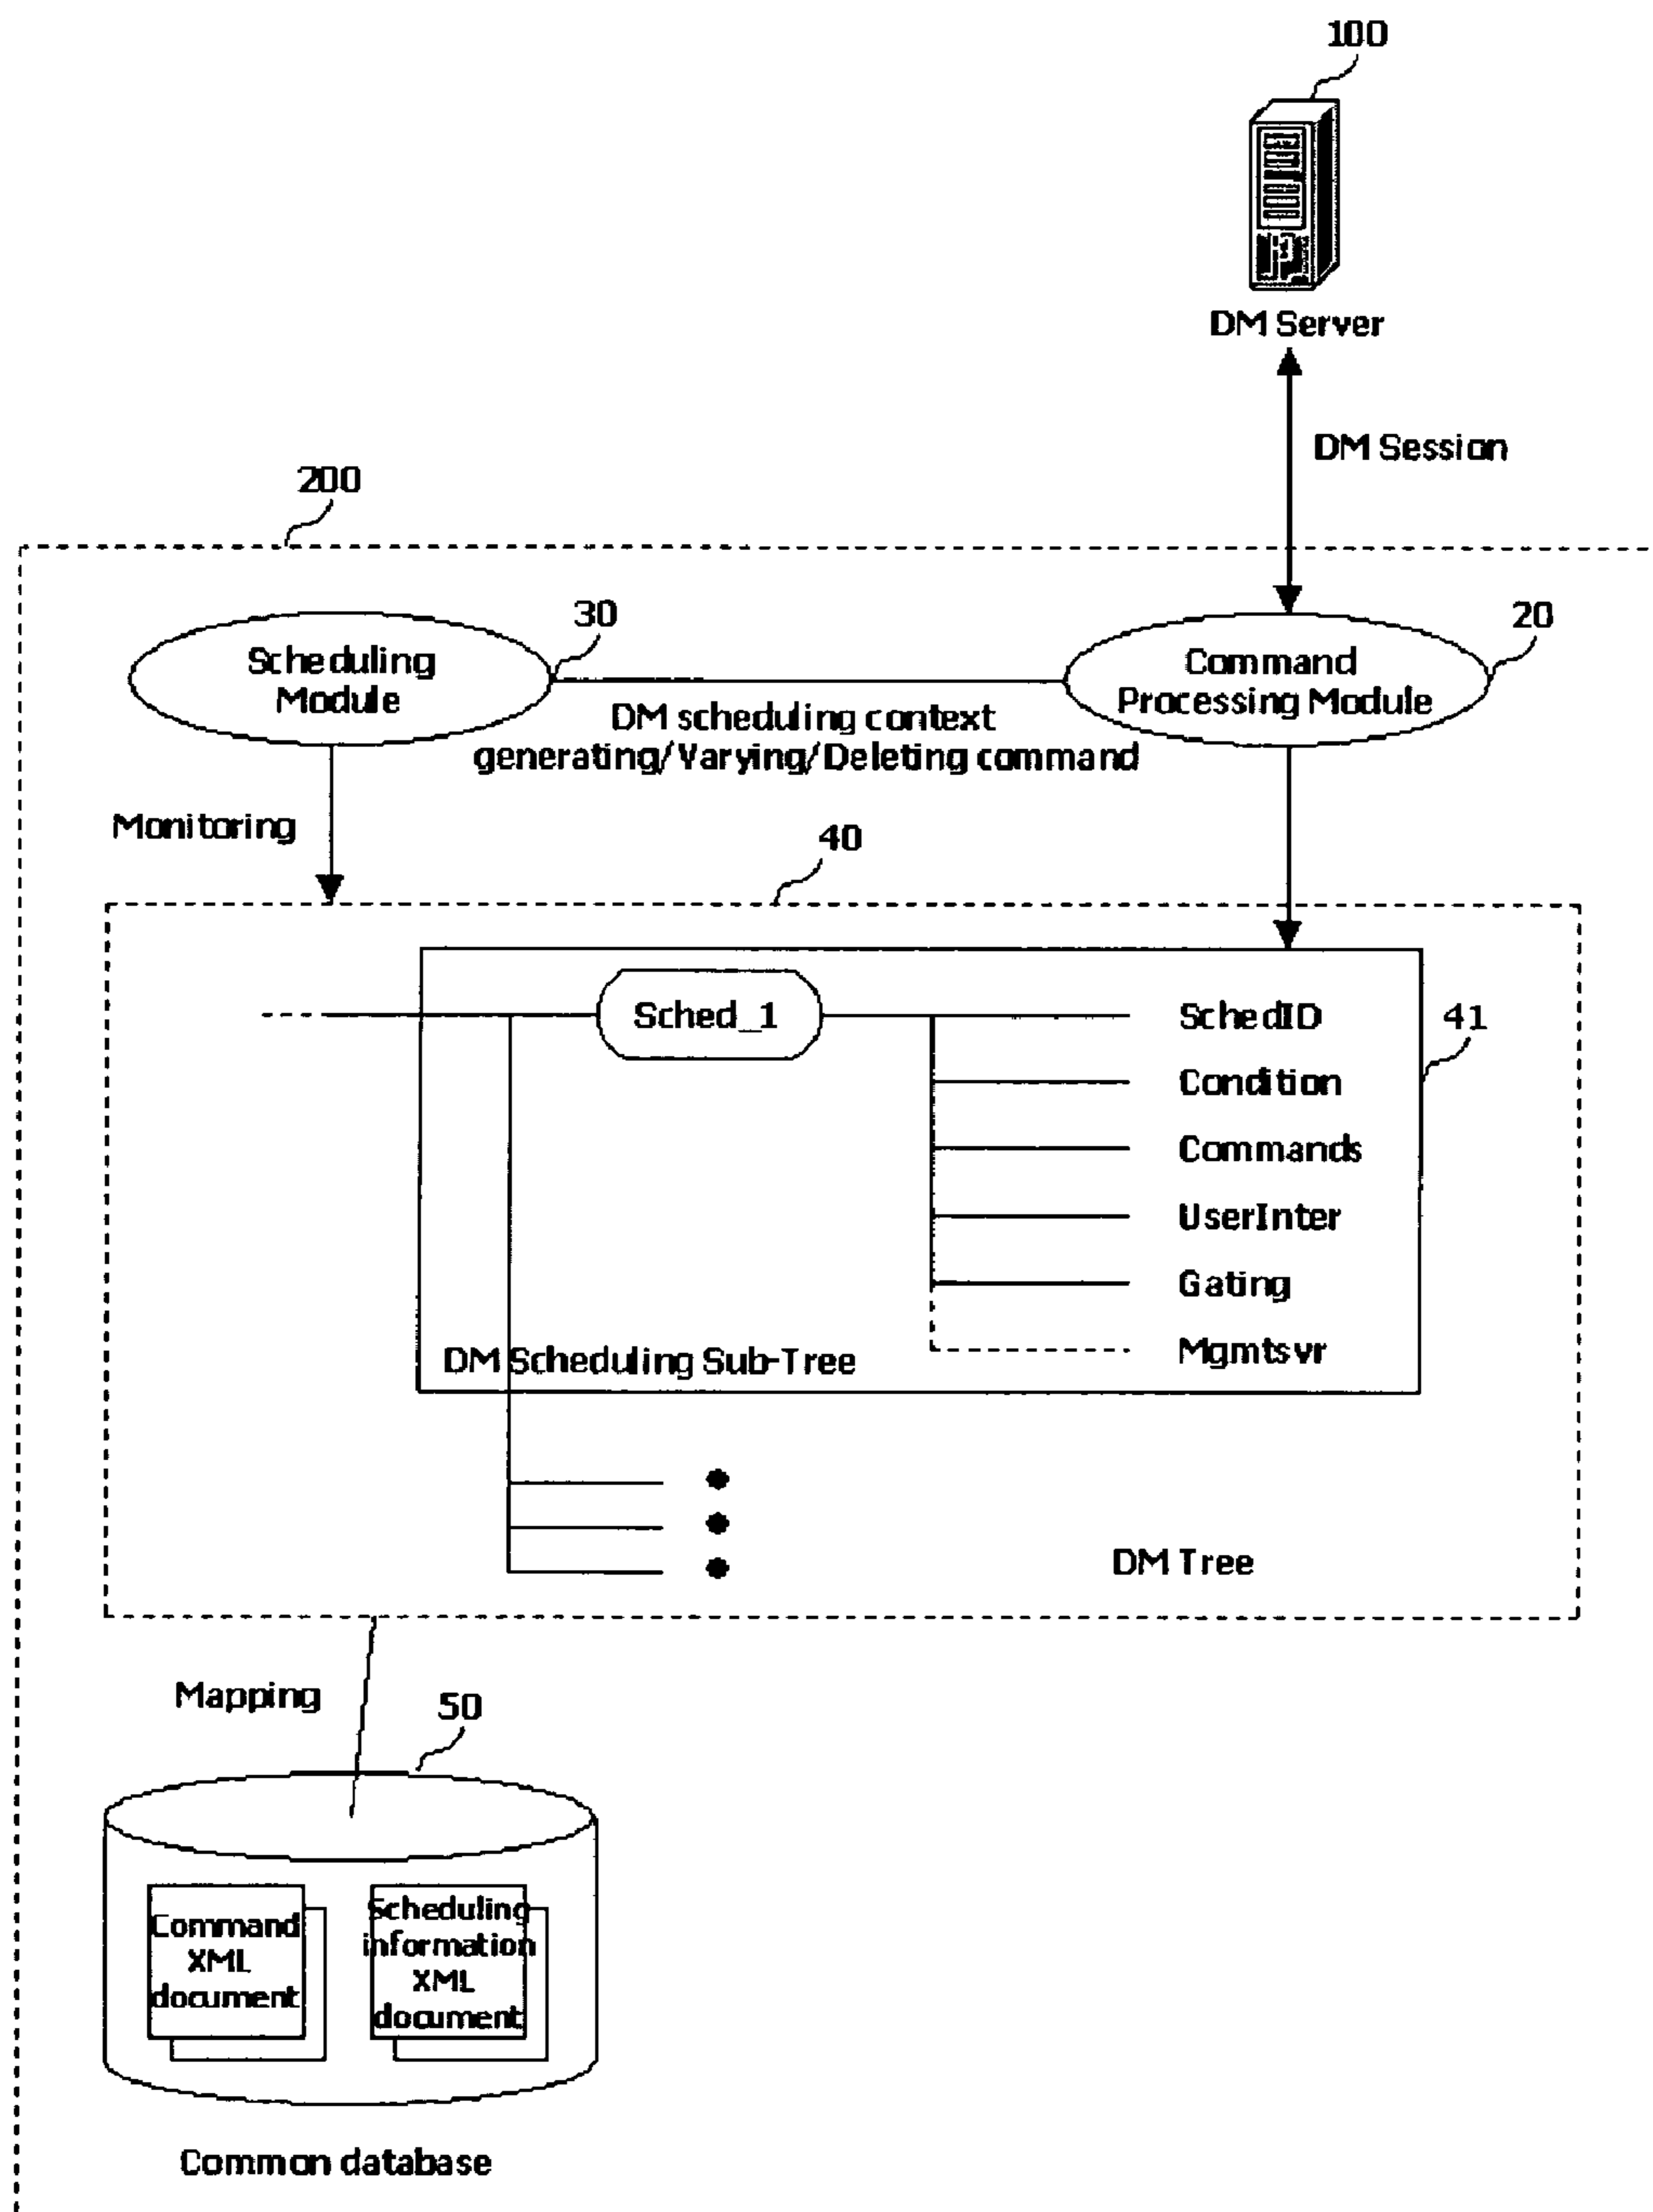 100
DM Server
DM Session
200
30
20
Scheduling
Module
Command
Processing Module
DM scheduling context
generating/Varying/Deleting command
Monitoring
40
Sched_1
SchedID
41
Condition
Commands
UserInter
Gating
Mgmtsvr
DM Scheduling Sub-Tree
DM Tree
Mapping
50
Command
XML
document
Scheduling
information
XML
document
Common database